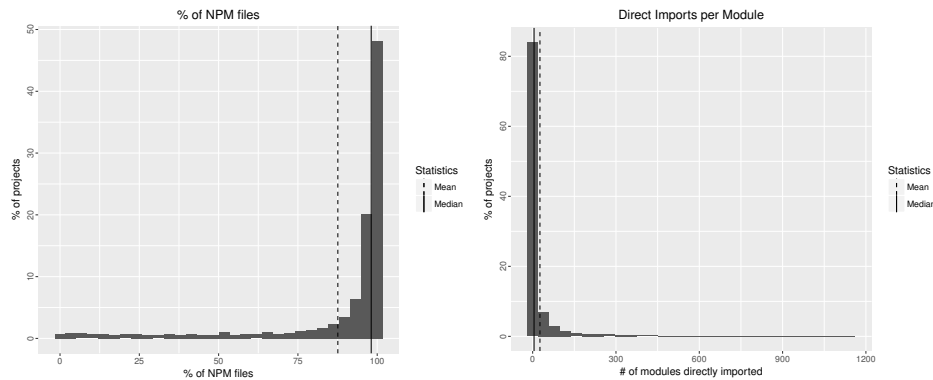 % of NPM files
% of projects
50
40
30
20
10
0
0 25 50 75 100
% of NPM files
Statistics
Mean
Median
Direct Imports per Module
% of projects
80
60
40
20
0
0 300 600 900 1200
# of modules directly imported
Statistics
Mean
Median